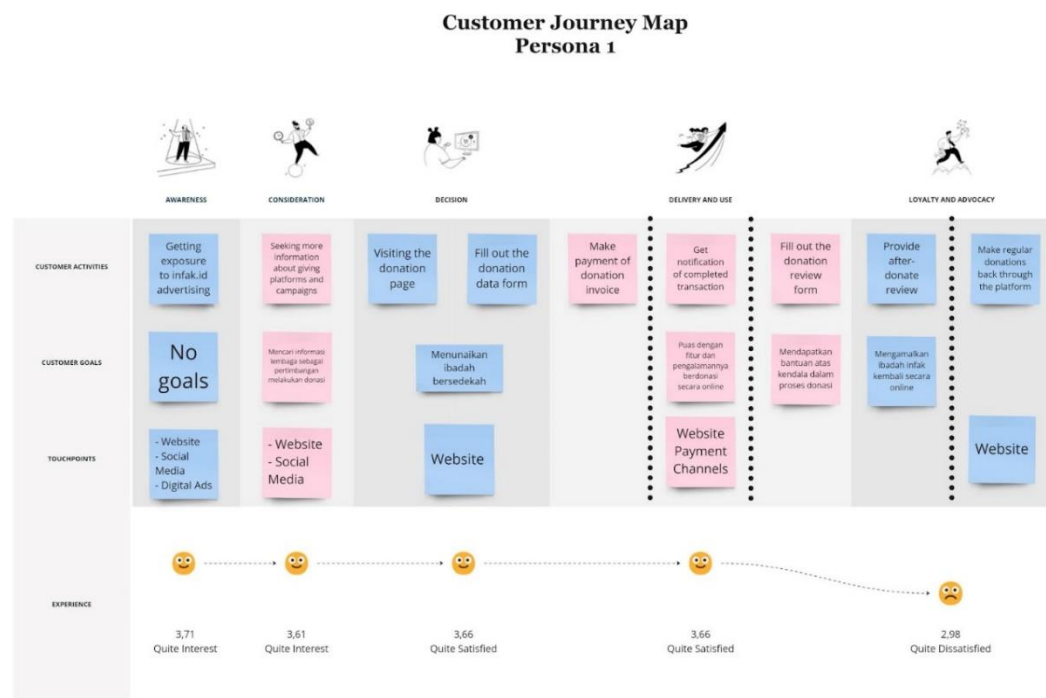 Customer Journey Map
Persona 1
AWARENESS
CONSIDERATION
DECISION
DELIVERY AND USE
LOYALTY AND ADVOCACY
CUSTOMER ACTIVITIES
Getting
exposure
to infak.id
advertising
Seeking more
information
about giving
platforms and
campaigns
Visiting the
donation
page
Fill out the
donation
data form
Make
payment of
donation
invoice
Get
notification
of completed
transaction
Fill out the
donation
review
form
Provide
after-
donate
review
Make regular
donations
back through
the platform
CUSTOMER GOALS
No
goals
Mencari informasi
lembaga sebagai
pertimbangan
melakukan donasi
Menunaikan
ibadah
bersedekah
Puas dengan
fitur dan
pengalamannya
berdonasi
secara online
Mendapatkan
bantuan atas
kendala dalam
proses donasi
Mengamalkan
ibadah infak
kembali secara
online
TOUCHPOINTS
- Website
- Social
Media
- Digital Ads
- Website
- Social
Media
Website
Website
Payment
Channels
Website
EXPERIENCE
3,71
Quite Interest
3,61
Quite Interest
3,66
Quite Satisfied
3,66
Quite Satisfied
2,98
Quite Dissatisfied